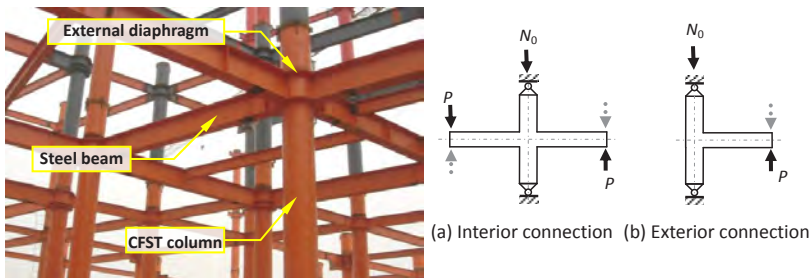 External diaphragm
Steel beam
CFST column
N₀
P
P
(a) Interior connection
N₀
P
(b) Exterior connection